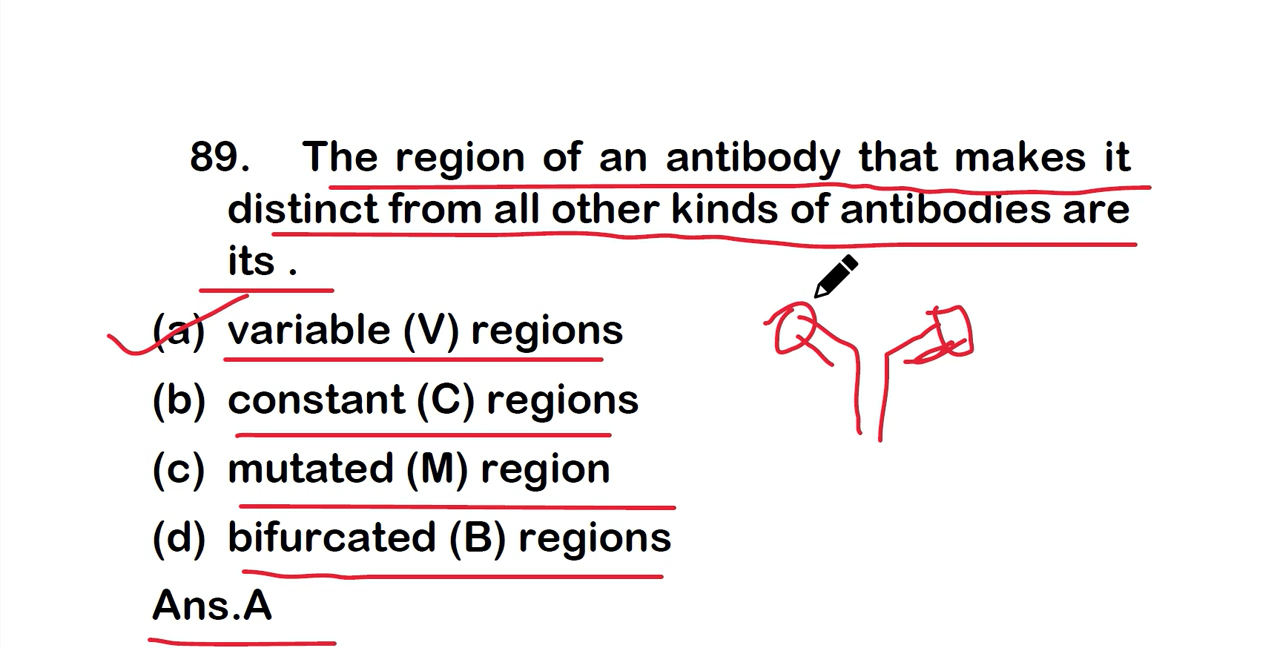 89. The region of an antibody that makes it
distinct from all other kinds of antibodies are
its .
(a) variable (V) regions
(b) constant (C) regions
(c) mutated (M) region
(d) bifurcated (B) regions
Ans.A